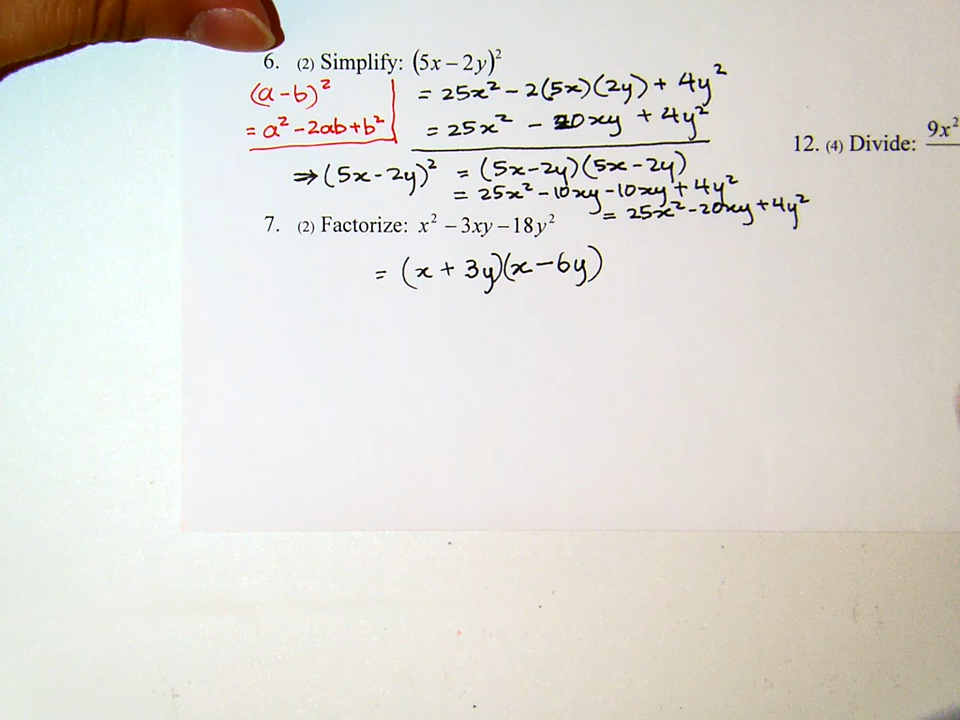 6. (2) Simplify: (5x − 2y)²
(a − b)²
= a² − 2ab + b²
= 25x² − 2(5x)(2y) + 4y²
= 25x² − 20xy + 4y²
⇒ (5x − 2y)² = (5x − 2y)(5x − 2y)
= 25x² − 10xy − 10xy + 4y²
= 25x² − 20xy + 4y²
7. (2) Factorize: x² − 3xy − 18y²
= (x + 3y)(x − 6y)
12. (4) Divide: 9x²